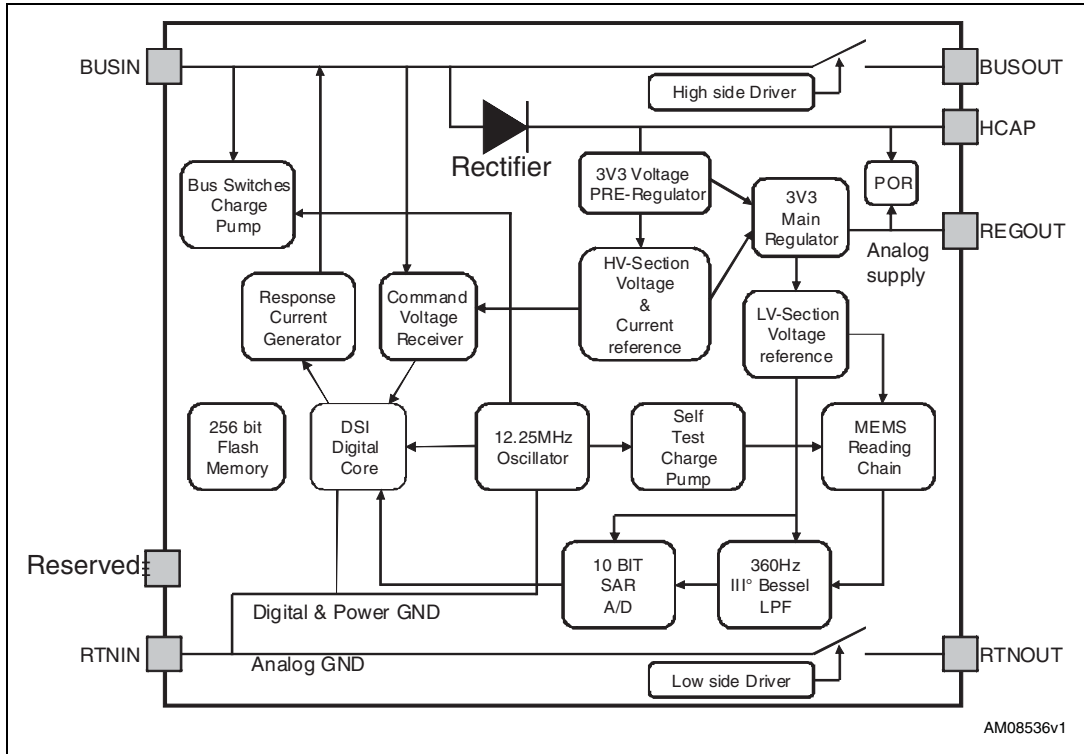 BUSIN
BUSOUT
High side Driver
HCAP
Rectifier
Bus Switches
Charge
Pump
3V3 Voltage
PRE-Regulator
3V3
Main
Regulator
POR
REGOUT
Analog
supply
Response
Current
Generator
Command
Voltage
Receiver
HV-Section
Voltage
&
Current
reference
LV-Section
Voltage
reference
256 bit
Flash
Memory
DSI
Digital
Core
12.25MHz
Oscillator
Self
Test
Charge
Pump
MEMS
Reading
Chain
Reserved
10 BIT
SAR
A/D
360Hz
III° Bessel
LPF
Digital & Power GND
RTNIN
Analog GND
Low side Driver
RTNOUT
AM08536v1